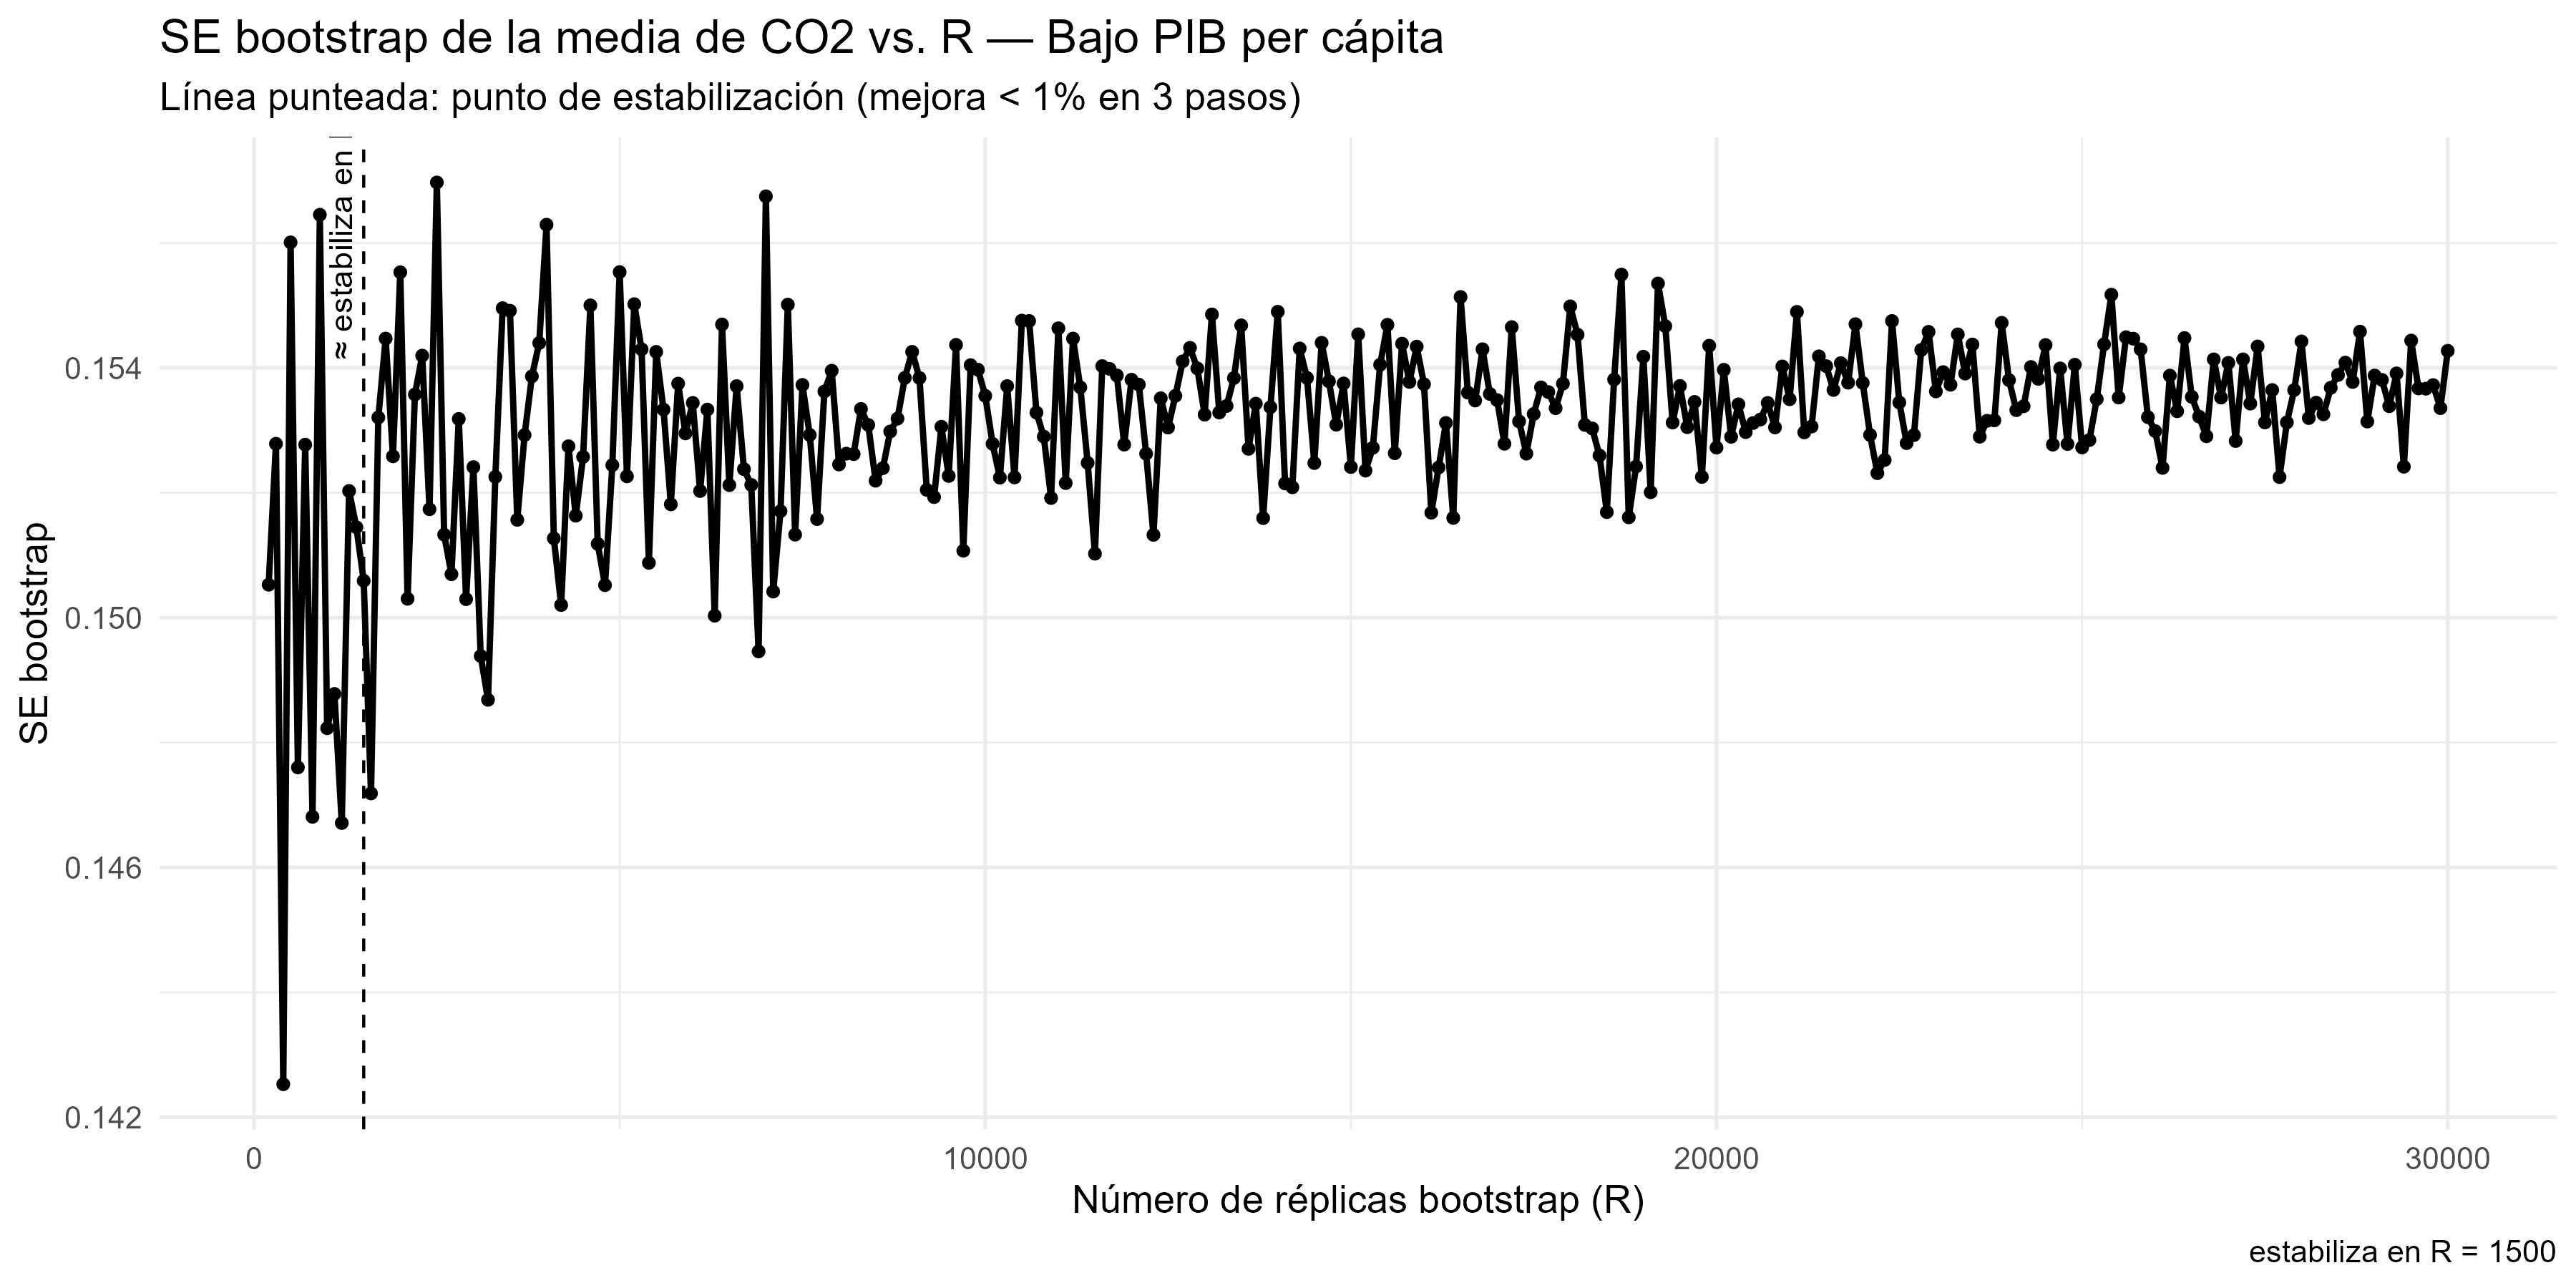 SE bootstrap de la media de CO2 vs. R — Bajo PIB per cápita
Línea punteada: punto de estabilización (mejora < 1% en 3 pasos)
≈ estabiliza en
SE bootstrap
0.154
0.150
0.146
0.142
0
10000
20000
30000
Número de réplicas bootstrap (R)
estabiliza en R = 1500